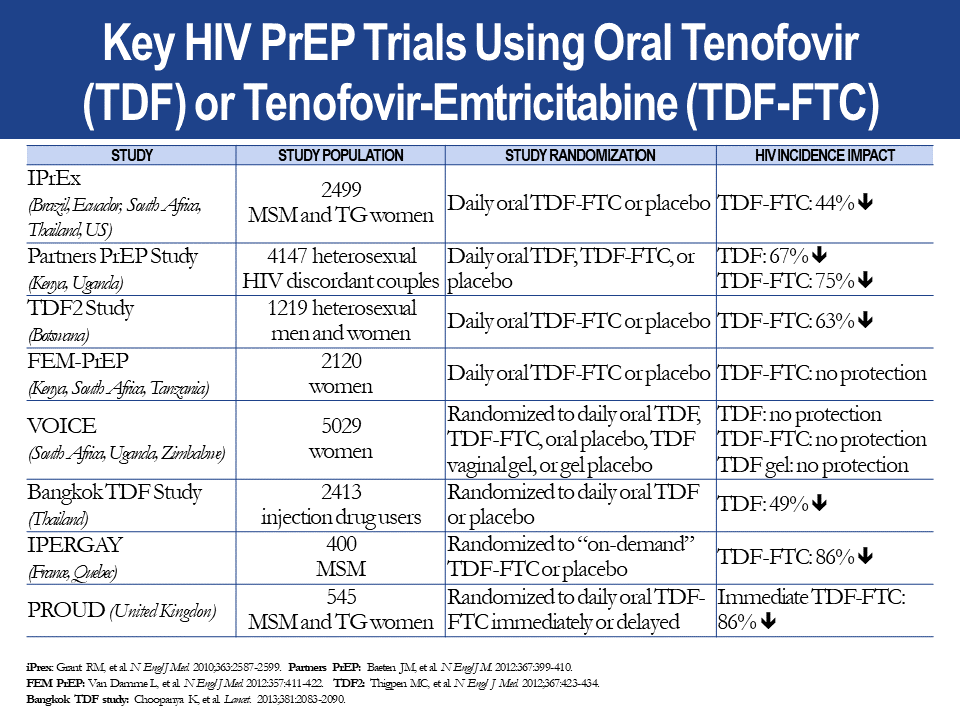 Key HIV PrEP Trials Using Oral Tenofovir
(TDF) or Tenofovir-Emtricitabine (TDF-FTC)
STUDY STUDY POPULATION STUDY RANDOMIZATION HIV INCIDENCE IMPACT
IPrEx
(Brazil, Ecuador, South Africa,
Thailand, US)
2499
MSM and TG women
Daily oral TDF-FTC or placebo
TDF-FTC: 44% 🡻
Partners PrEP Study
(Kenya, Uganda)
4147 heterosexual
HIV discordant couples
Daily oral TDF, TDF-FTC, or
placebo
TDF: 67% 🡻
TDF-FTC: 75% 🡻
TDF2 Study
(Botswana)
1219 heterosexual
men and women
Daily oral TDF-FTC or placebo
TDF-FTC: 63% 🡻
FEM-PrEP
(Kenya, South Africa, Tanzania)
2120
women
Daily oral TDF-FTC or placebo
TDF-FTC: no protection
VOICE
(South Africa, Uganda, Zimbabwe)
5029
women
Randomized to daily oral TDF,
TDF-FTC, oral placebo, TDF
vaginal gel, or gel placebo
TDF: no protection
TDF-FTC: no protection
TDF gel: no protection
Bangkok TDF Study
(Thailand)
2413
injection drug users
Randomized to daily oral TDF
or placebo
TDF: 49% 🡻
IPERGAY
(France, Quebec)
400
MSM
Randomized to “on-demand”
TDF-FTC or placebo
TDF-FTC: 86% 🡻
PROUD (United Kingdon)
545
MSM and TG women
Randomized to daily oral TDF-
FTC immediately or delayed
Immediate TDF-FTC:
86% 🡻
iPrex: Grant RM, et al. N Engl J Med. 2010;363:2587-2599. Partners PrEP: Baeten JM, et al. N Engl J M. 2012:367:399-410.
FEM PrEP: Van Damme L, et al. N Engl J Med. 2012:357:411-422. TDF2: Thigpen MC, et al. N Engl J Med. 2012;367:423-434.
Bangkok TDF study: Choopanya K, et al. Lancet. 2013;381:2083-2090.